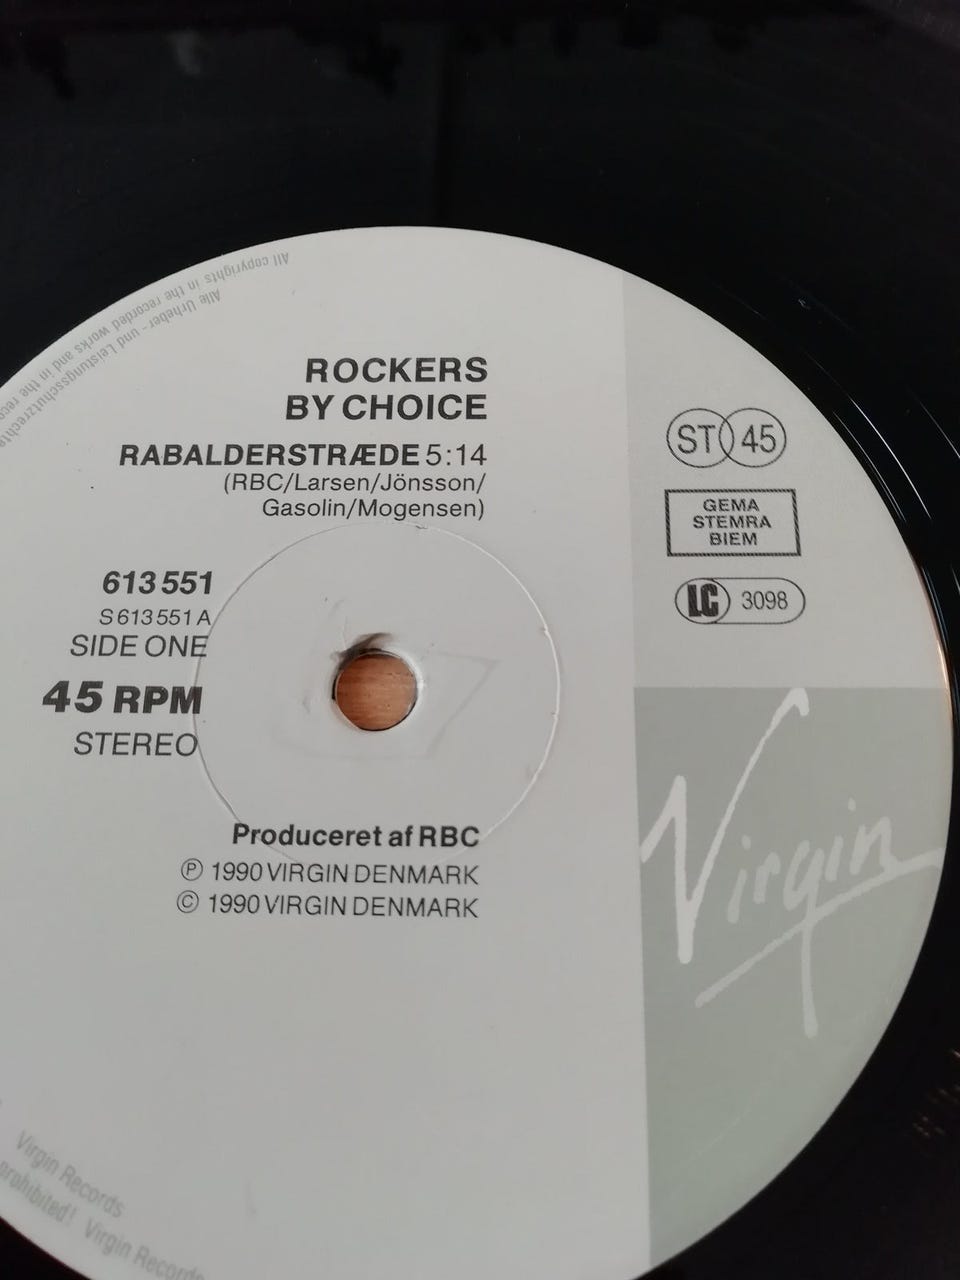 All copyrights in the recorded works and in the
Alle Urheber- und Leistungsschutzrechte
ROCKERS
BY CHOICE
RABALDERSTRÆDE 5:14
(RBC/Larsen/Jönsson/
Gasolin/Mogensen)
613 551
S 613 551 A
SIDE ONE
45 RPM
STEREO
ST 45
GEMA
STEMRA
BIEM
LC 3098
Virgin
Produceret af RBC
Ⓟ 1990 VIRGIN DENMARK
© 1990 VIRGIN DENMARK
Virgin Records
prohibited! Virgin Records